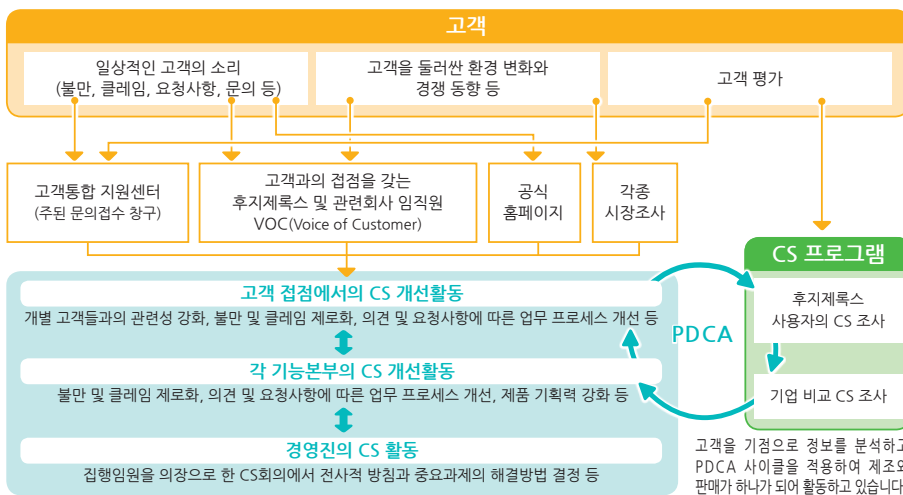 고객
일상적인 고객의 소리
(불만, 클레임, 요청사항, 문의 등)
고객을 둘러싼 환경 변화와
경쟁 동향 등
고객 평가
고객통합 지원센터
(주된 문의접수 창구)
고객과의 접점을 갖는
후지제록스 및 관련회사 임직원
VOC(Voice of Customer)
공식
홈페이지
각종
시장조사
고객 접점에서의 CS 개선활동
개별 고객들과의 관련성 강화, 불만 및 클레임 제로화, 의견 및 요청사항에 따른 업무 프로세스 개선 등
각 기능본부의 CS 개선활동
불만 및 클레임 제로화, 의견 및 요청사항에 따른 업무 프로세스 개선, 제품 기획력 강화 등
경영진의 CS 활동
집행임원을 의장으로 한 CS회의에서 전사적 방침과 중요과제의 해결방법 결정 등
PDCA
CS 프로그램
후지제록스
사용자의 CS 조사
기업 비교 CS 조사
고객을 기점으로 정보를 분석하고
PDCA 사이클을 적용하여 제조와
판매가 하나가 되어 활동하고 있습니다